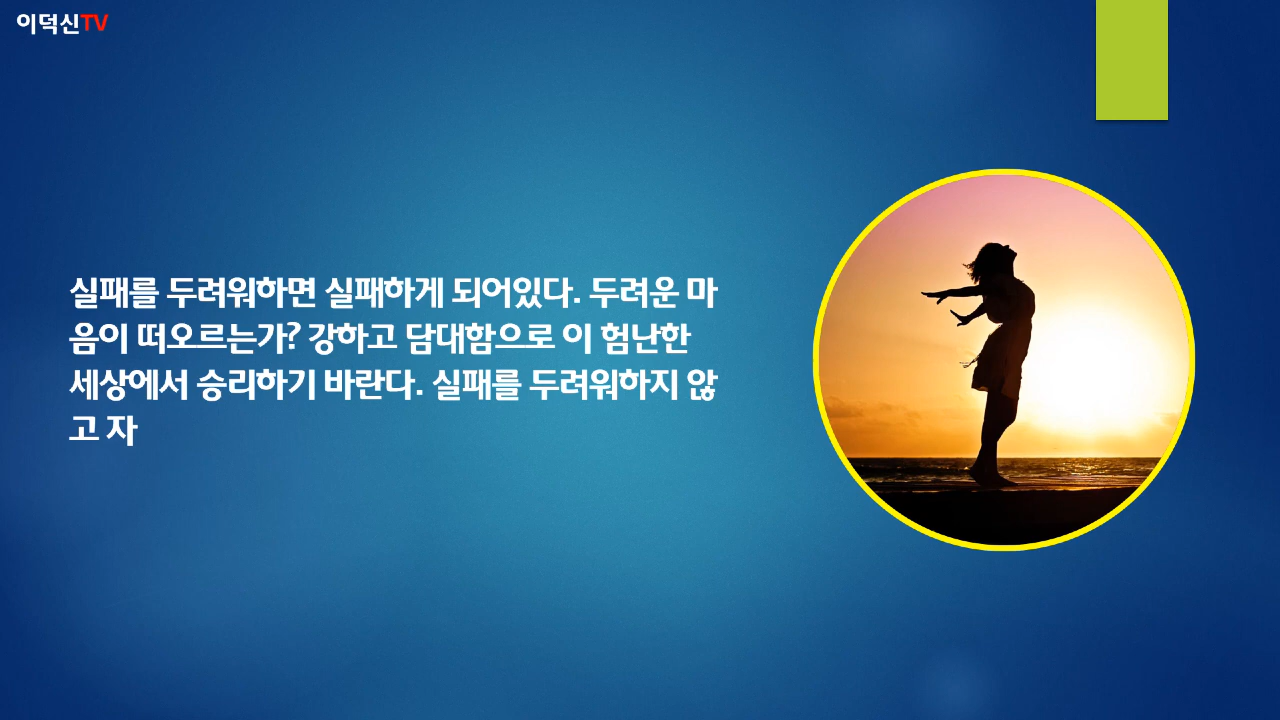 이덕신TV
실패를 두려워하면 실패하게 되어있다. 두려운 마
음이 떠오르는가? 강하고 담대함으로 이 험난한
세상에서 승리하기 바란다. 실패를 두려워하지 않
고 자